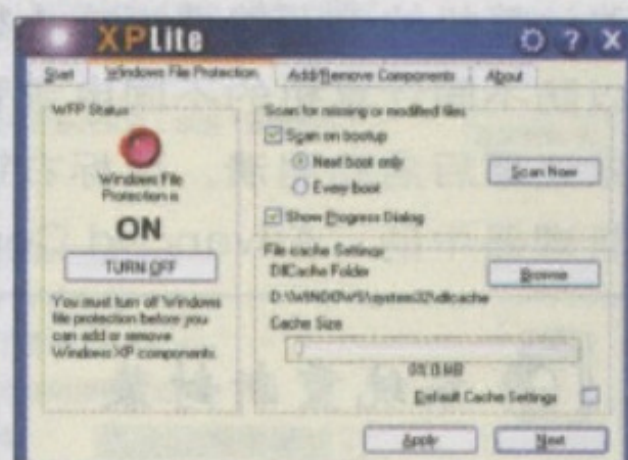 XPLite
Start
Windows File Protection
Add/Remove Components
About
WFP Status
Windows File
Protection is
ON
TURN OFF
You must turn off Windows
file protection before you
can add or remove
Windows XP components.
Scan for missing or modified files
Scan on bootup
Next boot only
Every boot
Scan Now
Show Progress Dialog
File cache Settings
DllCache Folder
Browse
D:\WINDOWS\system32\dllcache
Cache Size
0% 0 MB
Default Cache Settings
Apply
Next